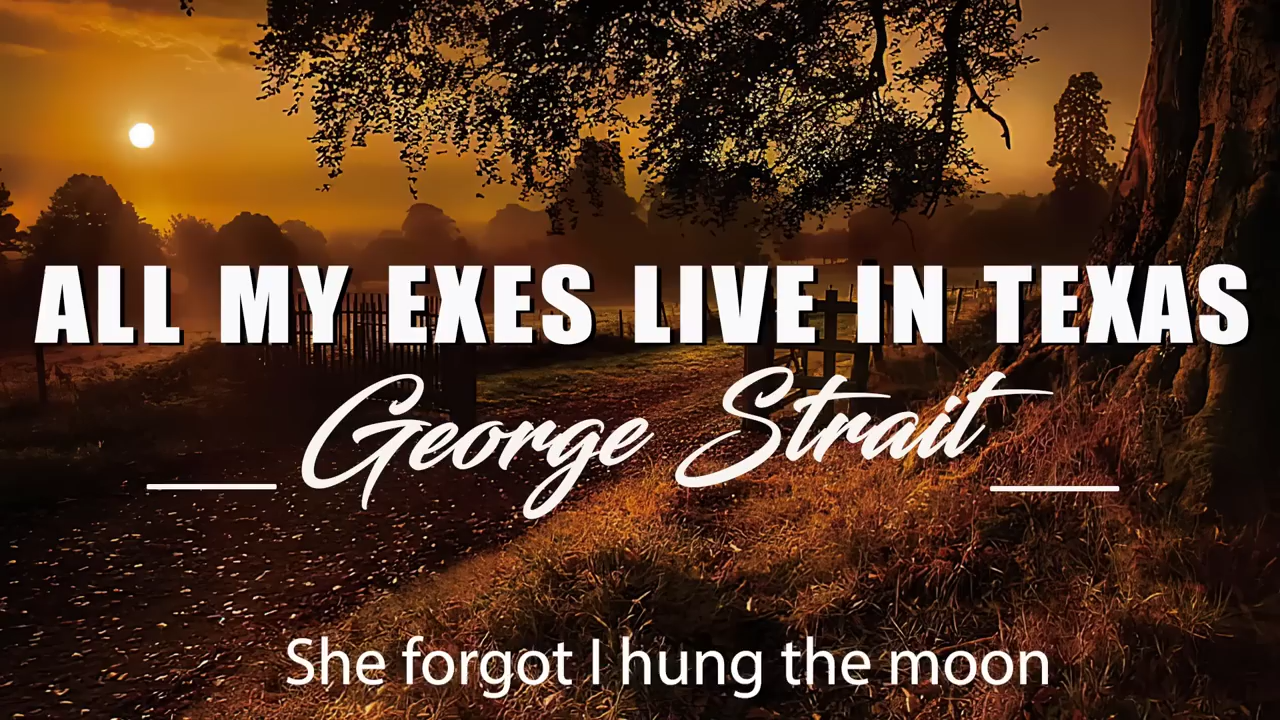 ALL MY EXES LIVE IN TEXAS
George Strait
She forgot I hung the moon